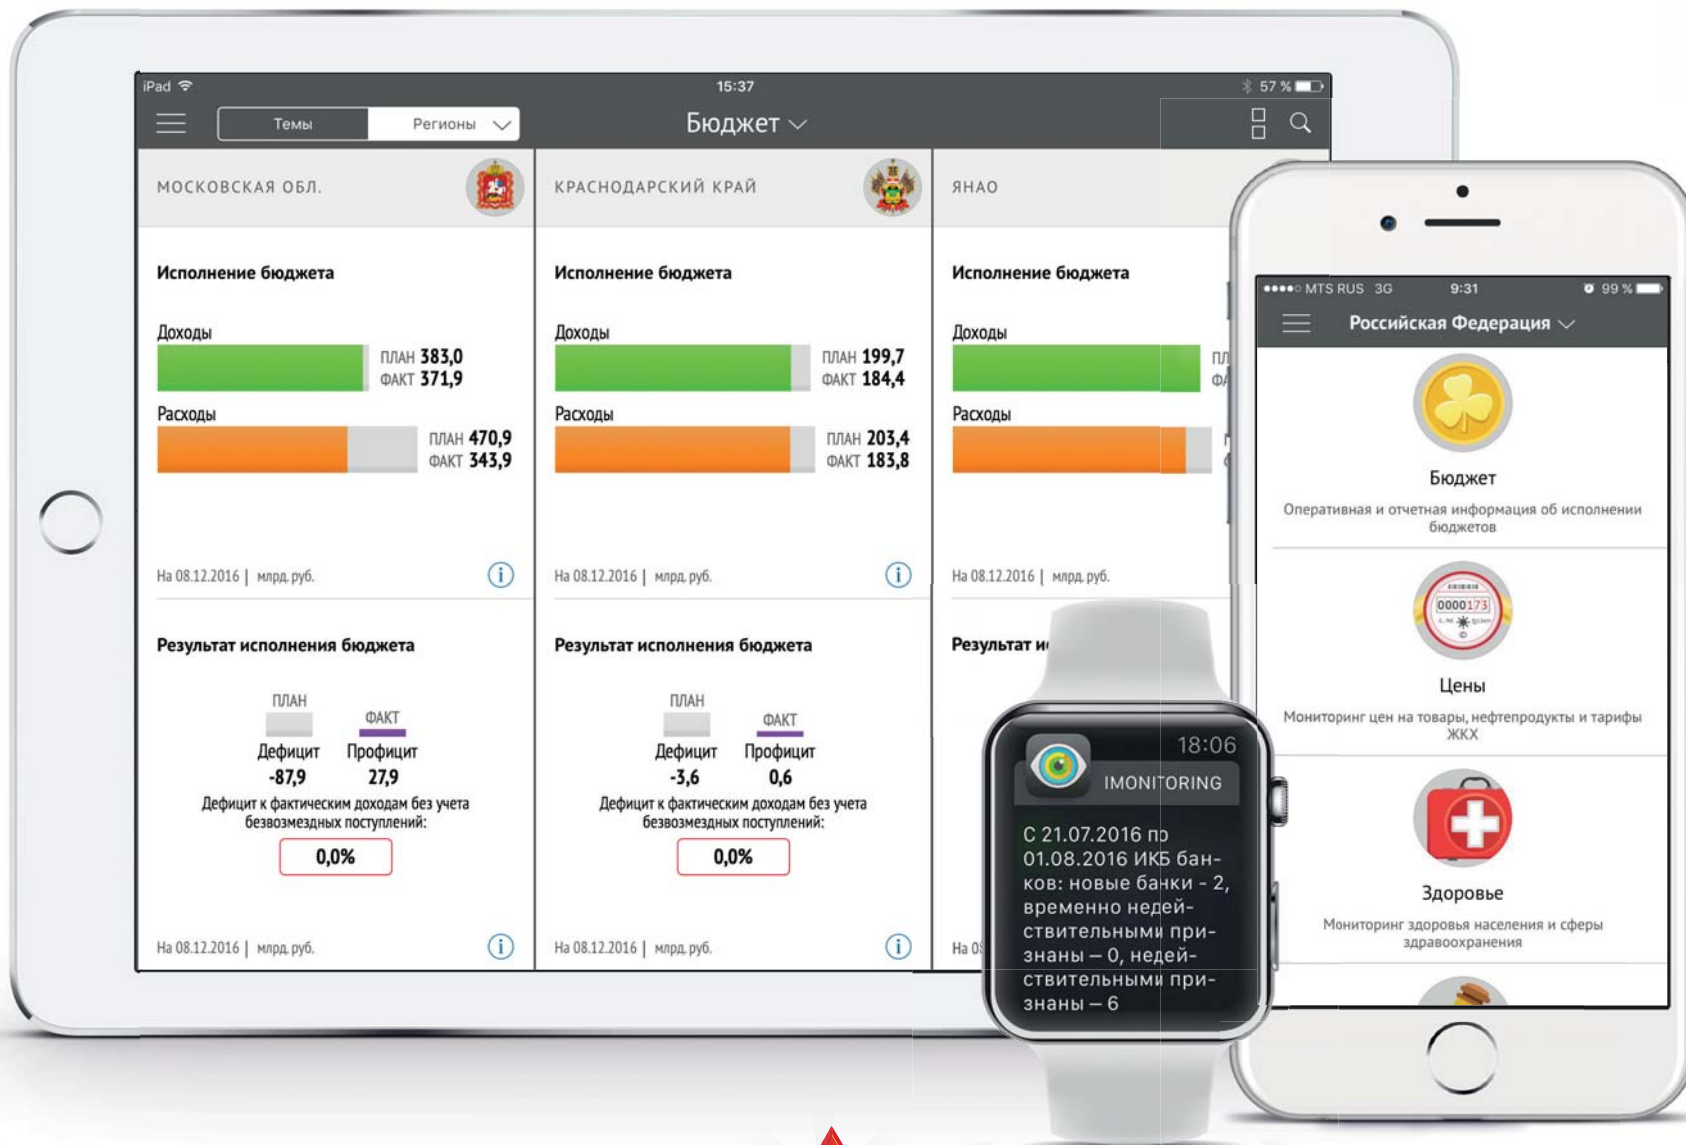 iPad 15:37 57 %
Темы Регионы Бюджет
МОСКОВСКАЯ ОБЛ.
Исполнение бюджета
Доходы
ПЛАН 383,0
ФАКТ 371,9
Расходы
ПЛАН 470,9
ФАКТ 343,9
На 08.12.2016 | млрд. руб.
Результат исполнения бюджета
ПЛАН
ФАКТ
Дефицит Профицит
-87,9 27,9
Дефицит к фактическим доходам без учета
безвозмездных поступлений:
0,0%
На 08.12.2016 | млрд. руб.
КРАСНОДАРСКИЙ КРАЙ
Исполнение бюджета
Доходы
ПЛАН 199,7
ФАКТ 184,4
Расходы
ПЛАН 203,4
ФАКТ 183,8
На 08.12.2016 | млрд. руб.
Результат исполнения бюджета
ПЛАН
ФАКТ
Дефицит Профицит
-3,6 0,6
Дефицит к фактическим доходам без учета
безвозмездных поступлений:
0,0%
На 08.12.2016 | млрд. руб.
ЯНАО
Исполнение бюджета
Доходы
Расходы
На 08.12.2016 | млрд. руб.
Результат
На
18:06
IMONITORING
С 21.07.2016 по
01.08.2016 ИКБ бан-
ков: новые банки - 2,
временно недей-
ствительными при-
знаны – 0, недей-
ствительными при-
знаны – 6
MTS RUS 3G 9:31 99 %
Российская Федерация
Бюджет
Оперативная и отчетная информация об исполнении
бюджетов
0000173
Цены
Мониторинг цен на товары, нефтепродукты и тарифы
ЖКХ
Здоровье
Мониторинг здоровья населения и сферы
здравоохранения